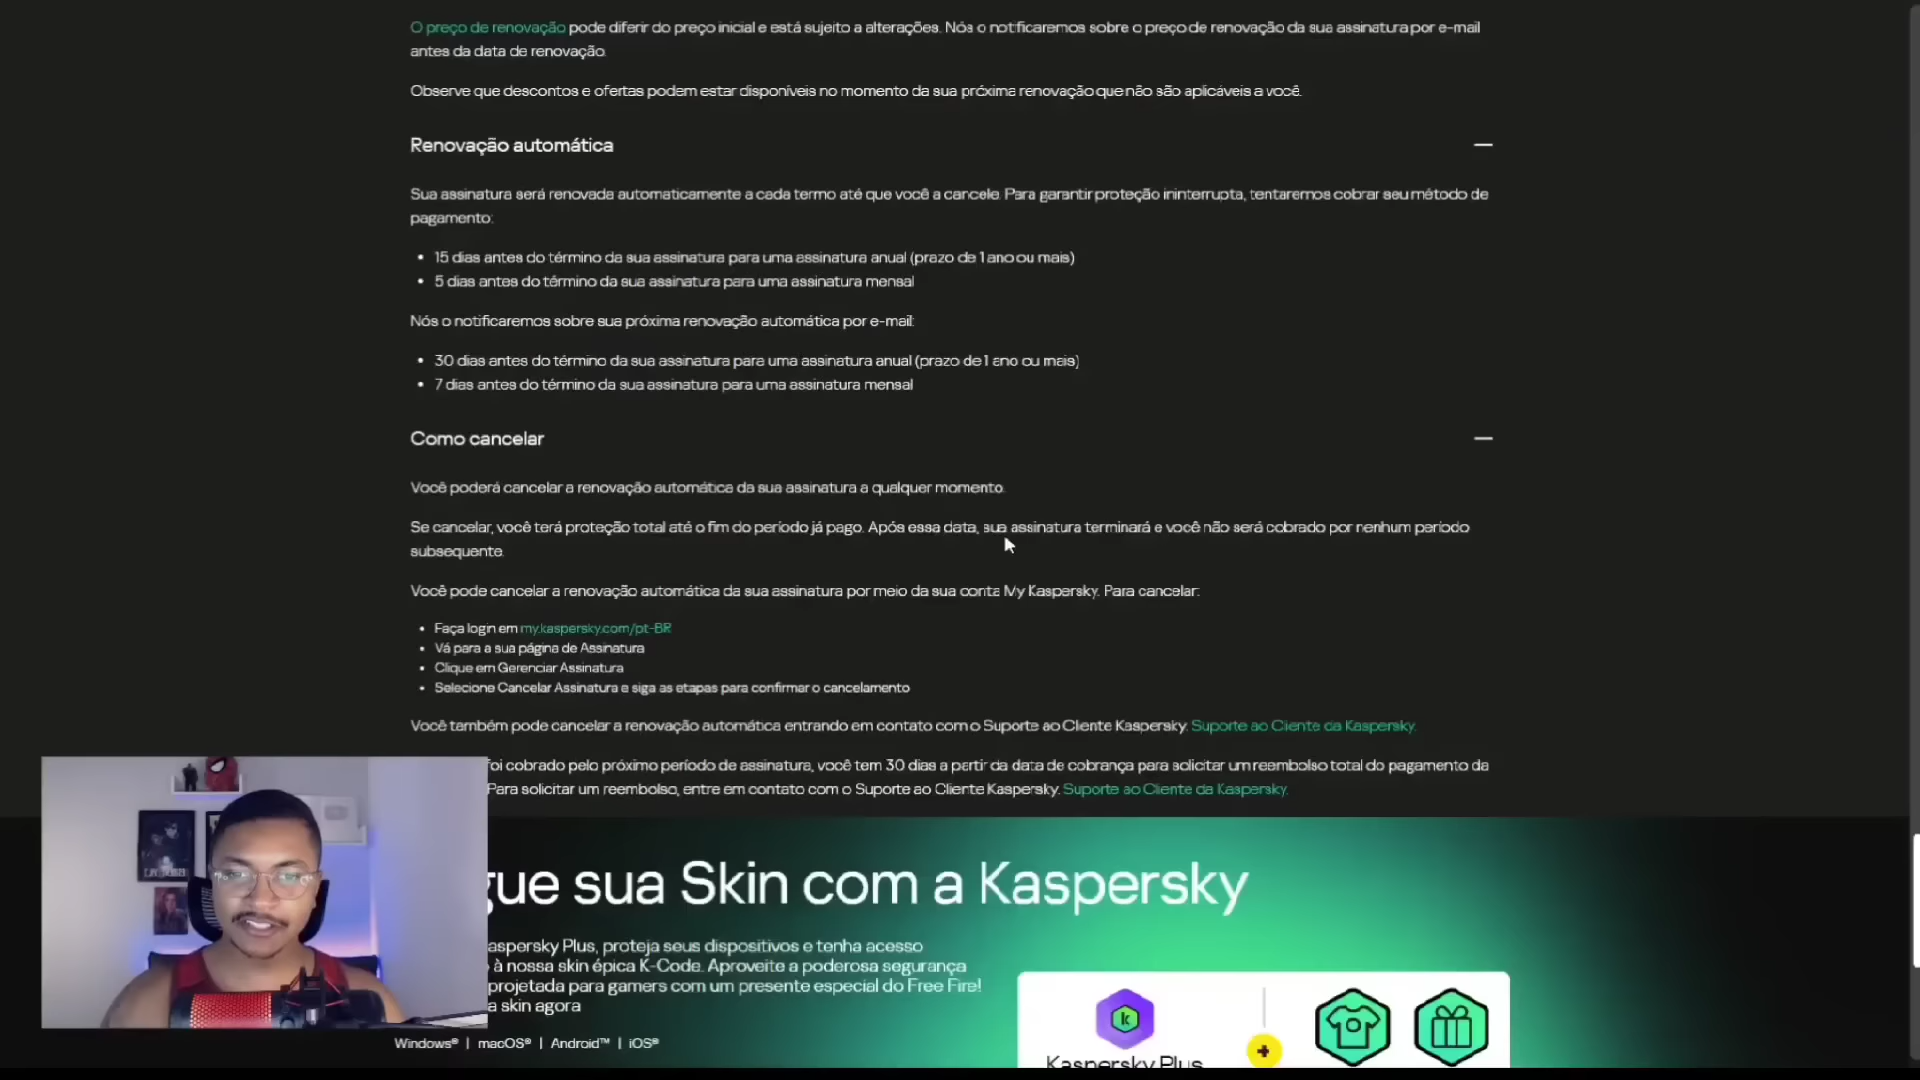 O preço de renovação pode diferir do preço inicial e está sujeito a alterações. Nós o notificaremos sobre o preço de renovação da sua assinatura por e-mail
antes da data de renovação.
Observe que descontos e ofertas podem estar disponíveis no momento da sua próxima renovação que não são aplicáveis a você.
Renovação automática
Sua assinatura será renovada automaticamente a cada termo até que você a cancele. Para garantir proteção ininterrupta, tentaremos cobrar seu método de
pagamento:
• 15 dias antes do término da sua assinatura para uma assinatura anual (prazo de 1 ano ou mais)
• 5 dias antes do término da sua assinatura para uma assinatura mensal
Nós o notificaremos sobre sua próxima renovação automática por e-mail:
• 30 dias antes do término da sua assinatura para uma assinatura anual (prazo de 1 ano ou mais)
• 7 dias antes do término da sua assinatura para uma assinatura mensal
Como cancelar
Você poderá cancelar a renovação automática da sua assinatura a qualquer momento.
Se cancelar, você terá proteção total até o fim do período já pago. Após essa data, sua assinatura terminará e você não será cobrado por nenhum período
subsequente.
Você pode cancelar a renovação automática da sua assinatura por meio da sua conta My Kaspersky. Para cancelar:
• Faça login em my.kaspersky.com/pt-BR
• Vá para a sua página de Assinatura
• Clique em Gerenciar Assinatura
• Selecione Cancelar Assinatura e siga as etapas para confirmar o cancelamento
Você também pode cancelar a renovação automática entrando em contato com o Suporte ao Cliente Kaspersky. Suporte ao Cliente da Kaspersky.
foi cobrado pelo próximo período de assinatura, você tem 30 dias a partir da data de cobrança para solicitar um reembolso total do pagamento da
Para solicitar um reembolso, entre em contato com o Suporte ao Cliente Kaspersky. Suporte ao Cliente da Kaspersky.
gue sua Skin com a Kaspersky
aspersky Plus, proteja seus dispositivos e tenha acesso
à nossa skin épica K-Code. Aproveite a poderosa segurança
projetada para gamers com um presente especial do Free Fire!
a skin agora
Windows® | macOS® | Android™ | iOS®
Kaspersky Plus